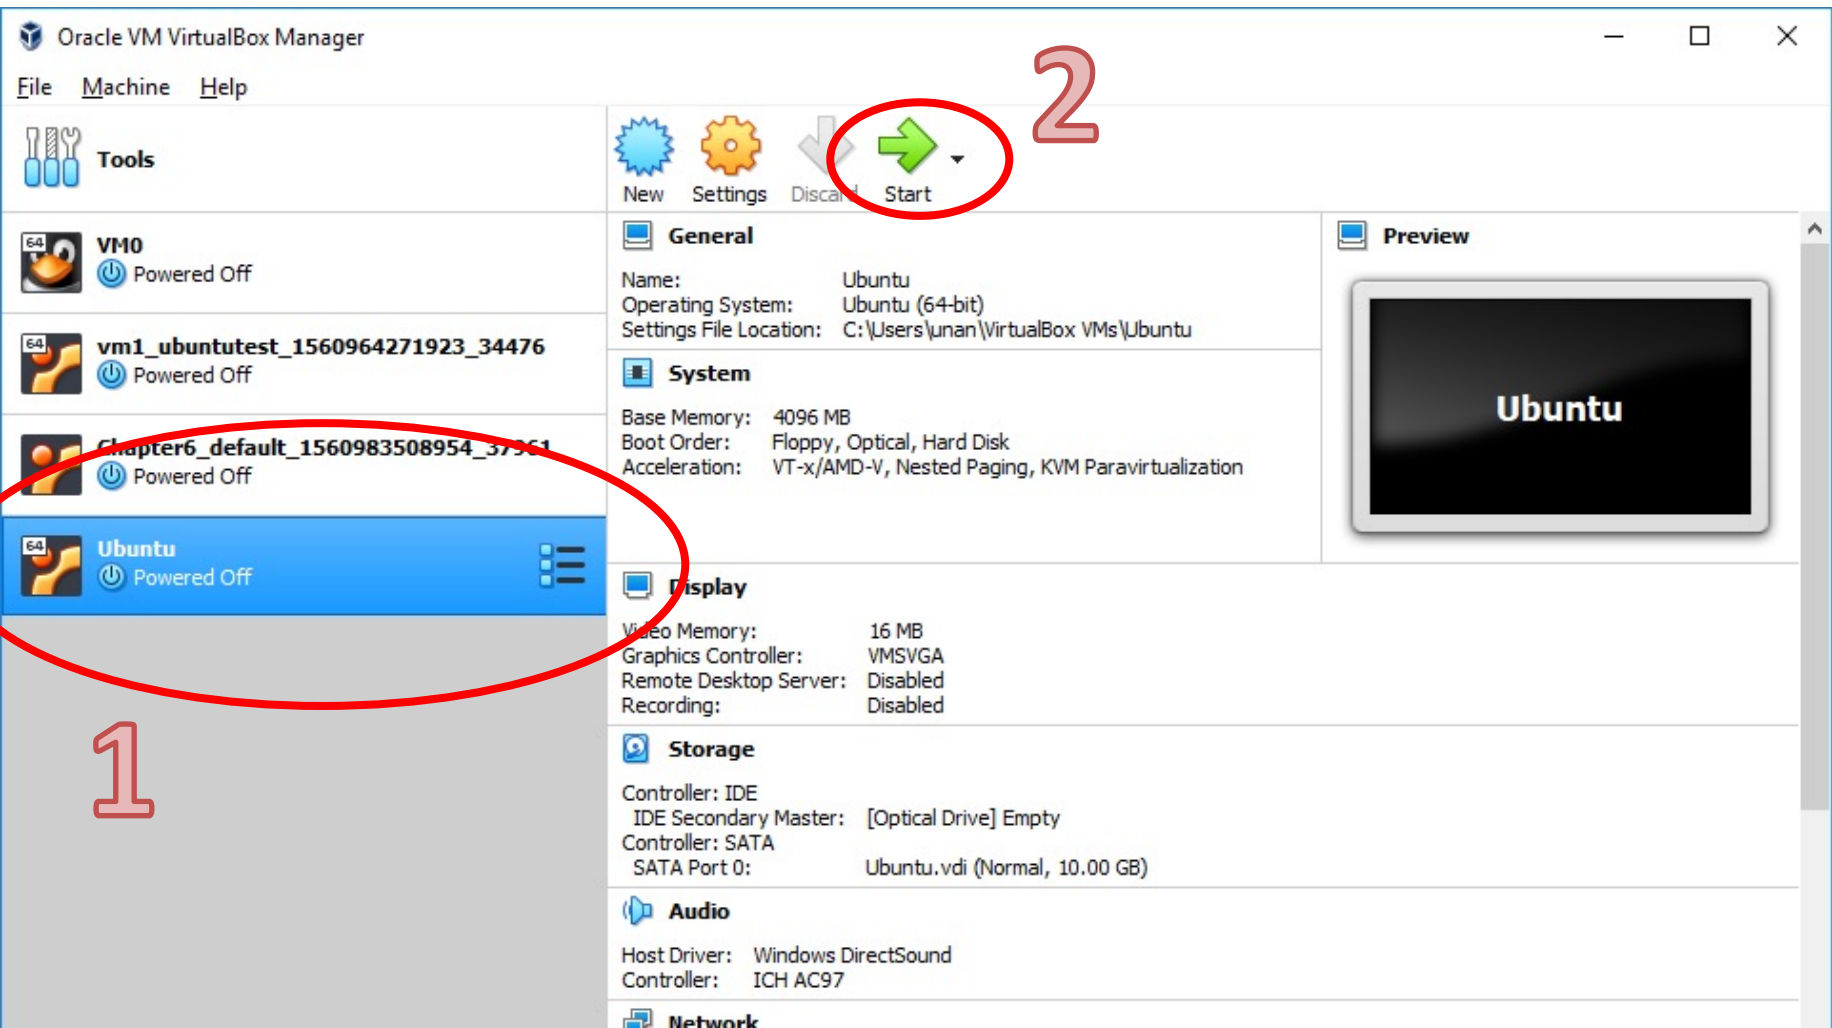 Oracle VM VirtualBox Manager
File Machine Help
2
Tools
New Settings Discard Start
64 VM0
Powered Off
64 vm1_ubuntutest_1560964271923_34476
Powered Off
Chapter6_default_1560983508954_37961
Powered Off
64 Ubuntu
Powered Off
1
General
Name: Ubuntu
Operating System: Ubuntu (64-bit)
Settings File Location: C:\Users\unan\VirtualBox VMs\Ubuntu
Preview
Ubuntu
System
Base Memory: 4096 MB
Boot Order: Floppy, Optical, Hard Disk
Acceleration: VT-x/AMD-V, Nested Paging, KVM Paravirtualization
Display
Video Memory: 16 MB
Graphics Controller: VMSVGA
Remote Desktop Server: Disabled
Recording: Disabled
Storage
Controller: IDE
IDE Secondary Master: [Optical Drive] Empty
Controller: SATA
SATA Port 0: Ubuntu.vdi (Normal, 10.00 GB)
Audio
Host Driver: Windows DirectSound
Controller: ICH AC97
Network